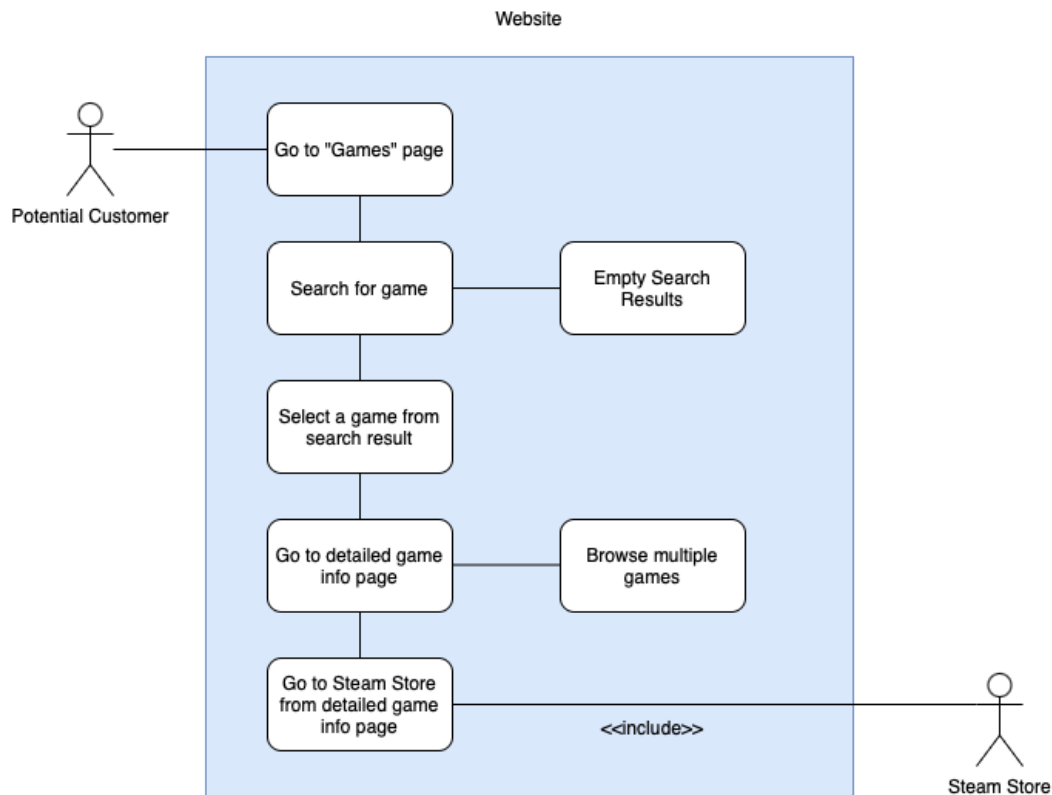 Website
Go to "Games" page
Potential Customer
Search for game
Empty Search
Results
Select a game from
search result
Go to detailed game
info page
Browse multiple
games
Go to Steam Store
from detailed game
info page
<<include>>
Steam Store